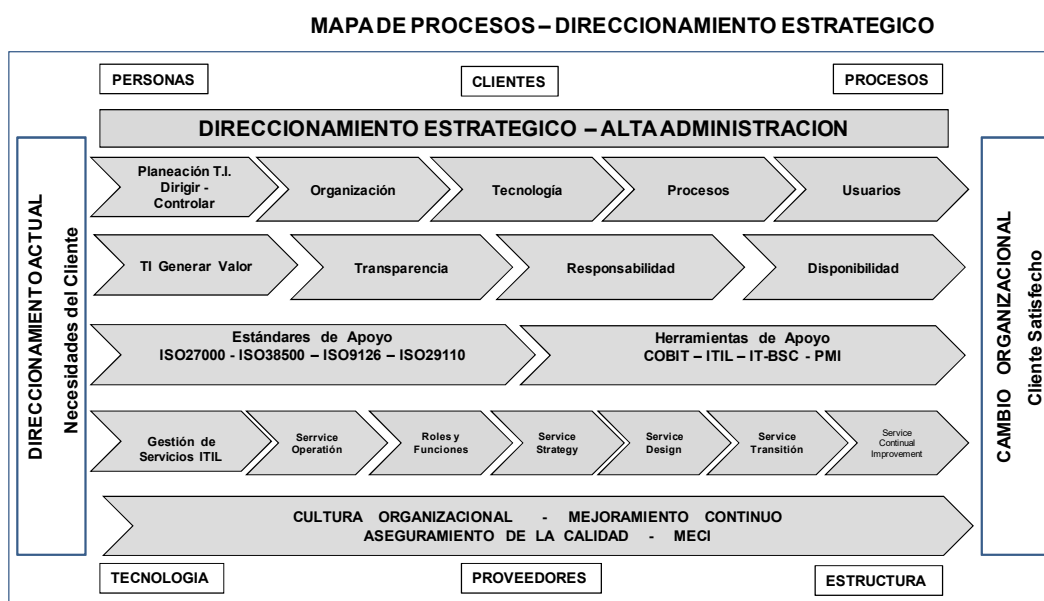 MAPA DE PROCESOS – DIRECCIONAMIENTO ESTRATEGICO
PERSONAS
CLIENTES
PROCESOS
DIRECCIONAMIENTO ESTRATEGICO – ALTA ADMINISTRACION
DIRECCIONAMIENTO ACTUAL
Necesidades del Cliente
Planeación T.I.
Dirigir -
Controlar
Organización
Tecnología
Procesos
Usuarios
TI Generar Valor
Transparencia
Responsabilidad
Disponibilidad
Estándares de Apoyo
ISO27000 - ISO38500 – ISO9126 – ISO29110
Herramientas de Apoyo
COBIT – ITIL – IT-BSC - PMI
Gestión de
Servicios ITIL
Serrvice
Operatión
Roles y
Funciones
Service
Strategy
Service
Design
Service
Transitión
Service
Continual
Improvement
CULTURA ORGANIZACIONAL - MEJORAMIENTO CONTINUO
ASEGURAMIENTO DE LA CALIDAD - MECI
CAMBIO ORGANIZACIONAL
Cliente Satisfecho
TECNOLOGIA
PROVEEDORES
ESTRUCTURA